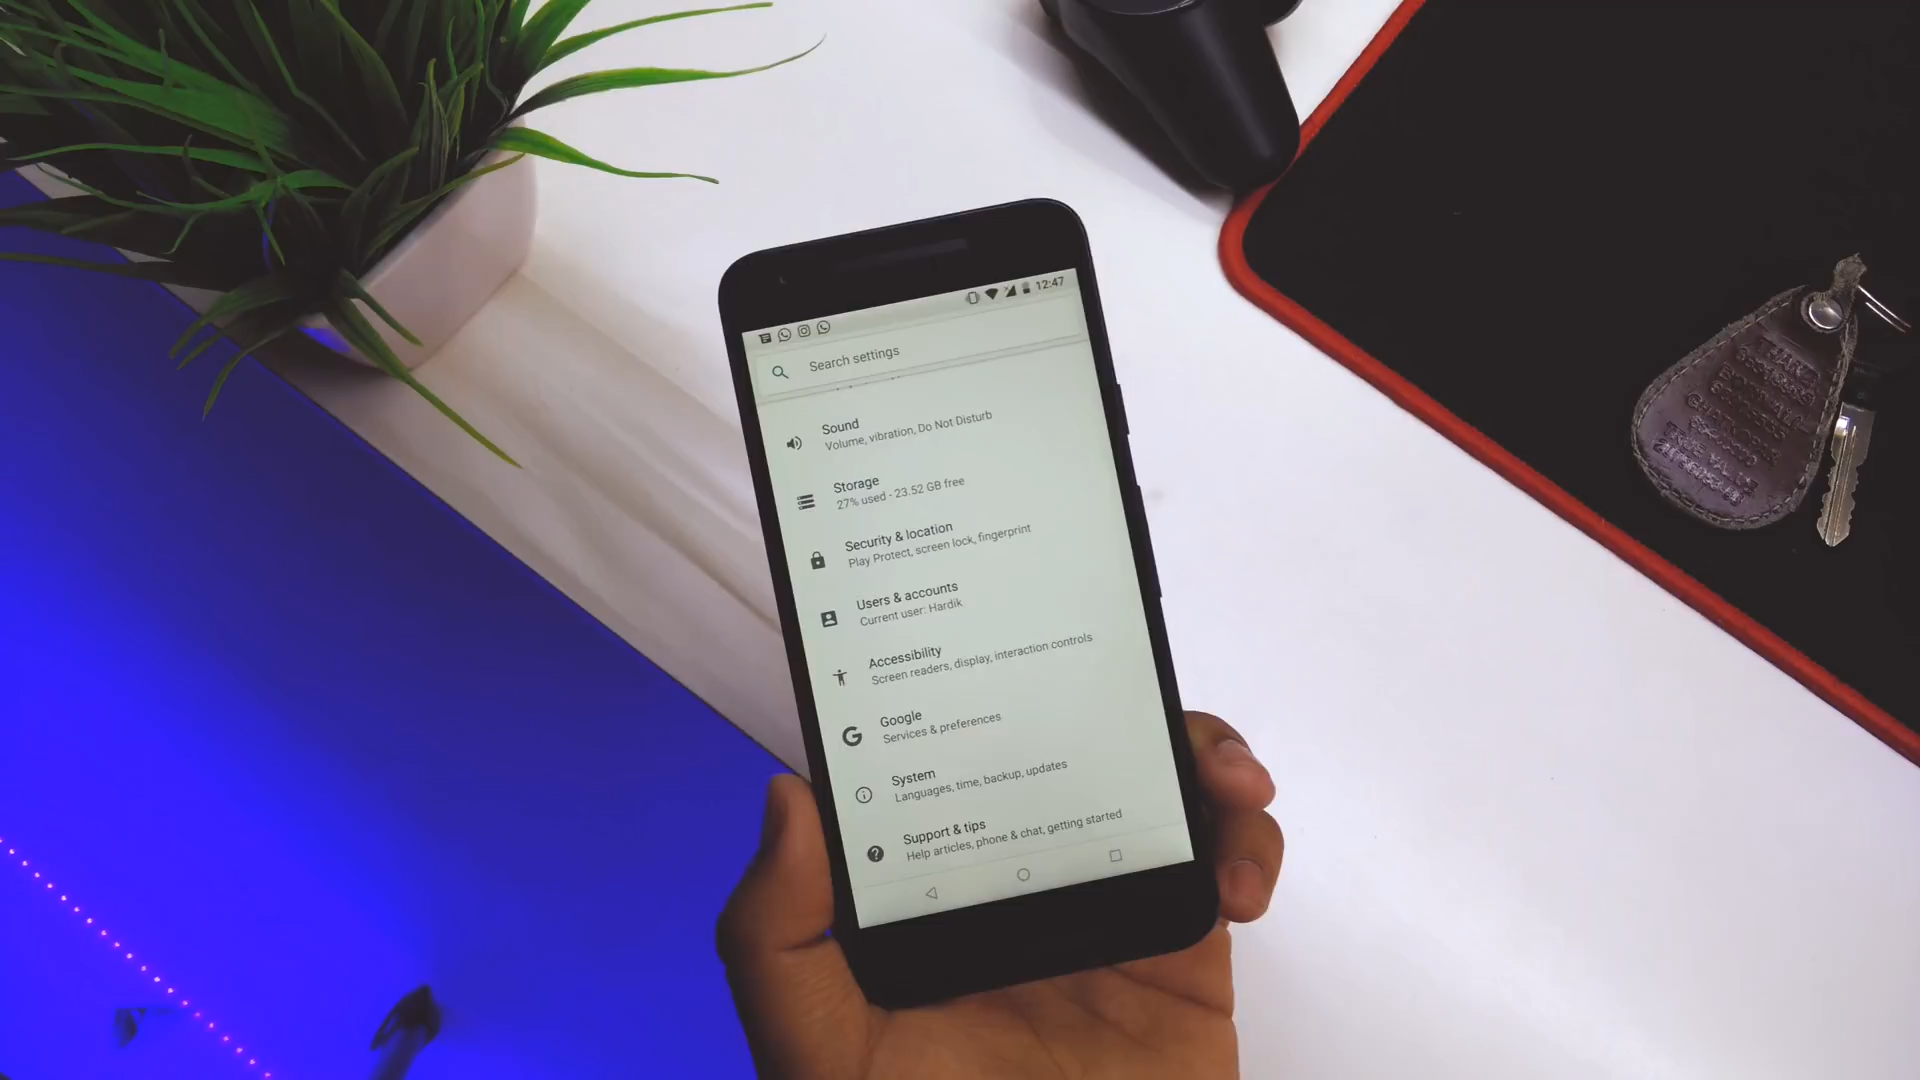 12:47
Search settings
Sound
Volume, vibration, Do Not Disturb
Storage
27% used - 23.52 GB free
Security & location
Play Protect, screen lock, fingerprint
Users & accounts
Current user: Hardik
Accessibility
Screen readers, display, interaction controls
Google
Services & preferences
System
Languages, time, backup, updates
Support & tips
Help articles, phone & chat, getting started